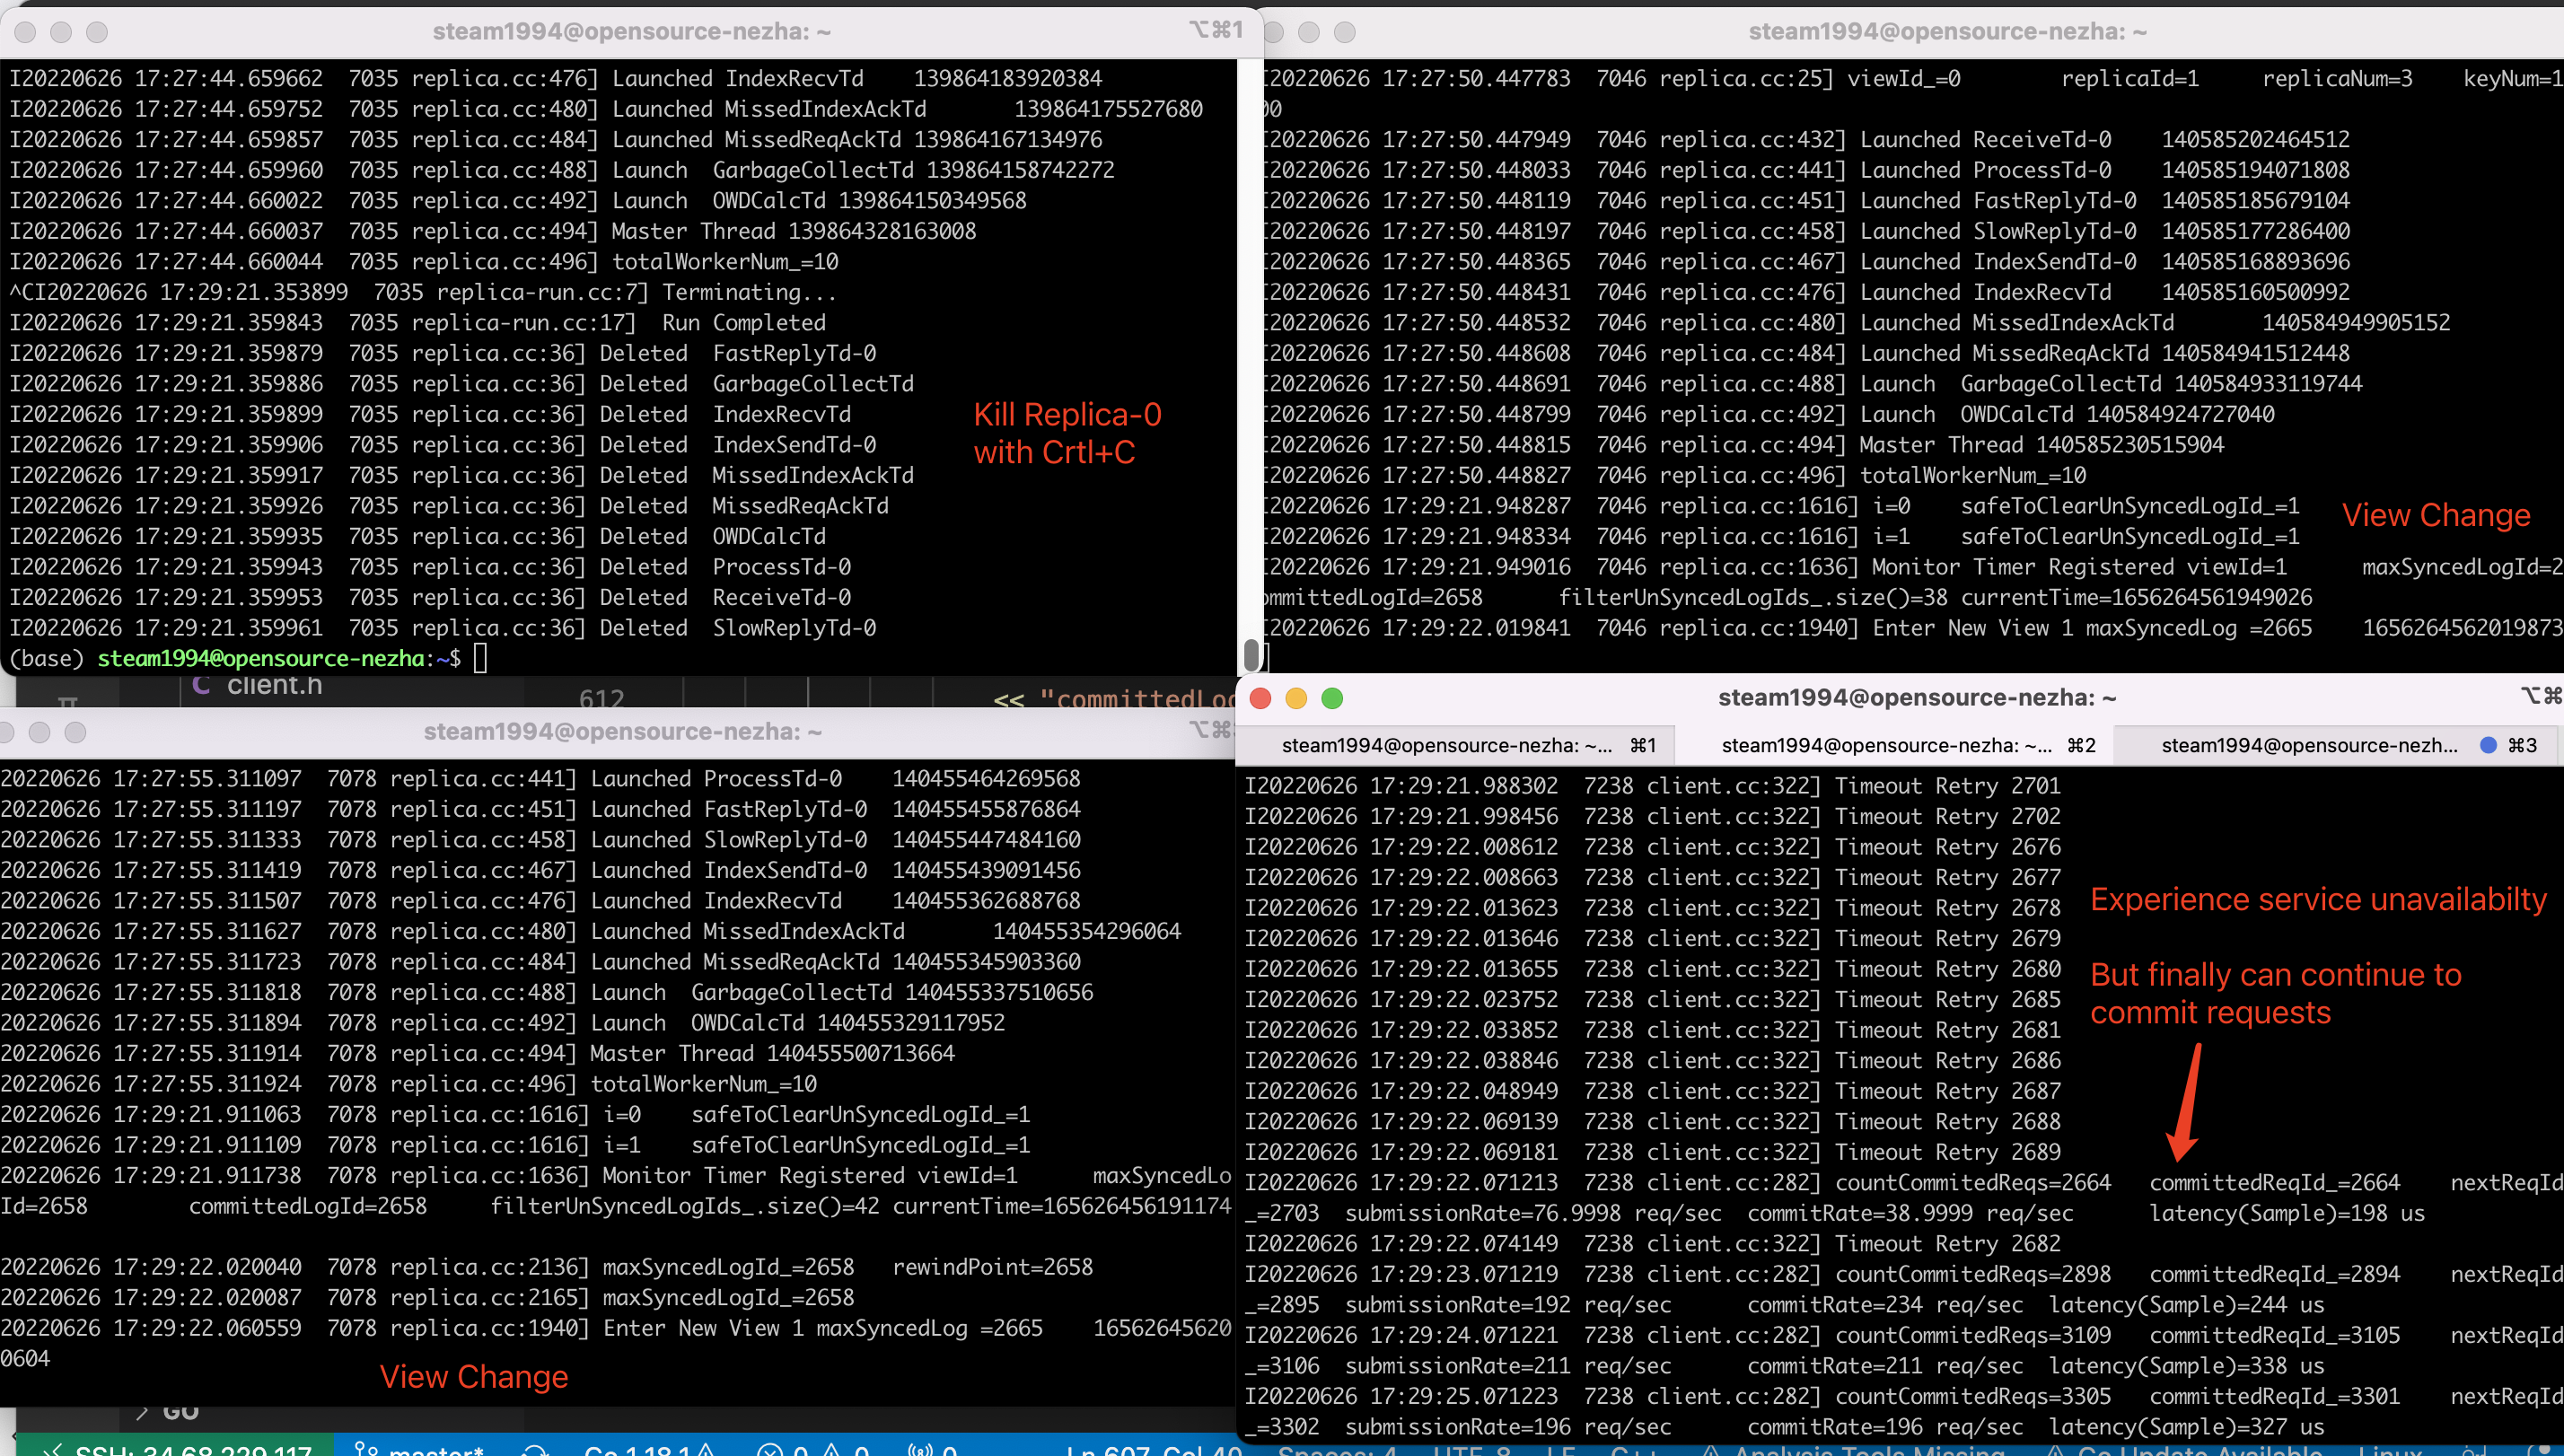 steam1994@opensource-nezha: ~ ⌥⌘1
I20220626 17:27:44.659662 7035 replica.cc:476] Launched IndexRecvTd 139864183920384
I20220626 17:27:44.659752 7035 replica.cc:480] Launched MissedIndexAckTd 139864175527680
I20220626 17:27:44.659857 7035 replica.cc:484] Launched MissedReqAckTd 139864167134976
I20220626 17:27:44.659960 7035 replica.cc:488] Launch GarbageCollectTd 139864158742272
I20220626 17:27:44.660022 7035 replica.cc:492] Launch OWDCalcTd 139864150349568
I20220626 17:27:44.660037 7035 replica.cc:494] Master Thread 139864328163008
I20220626 17:27:44.660044 7035 replica.cc:496] totalWorkerNum_=10
^CI20220626 17:29:21.353899 7035 replica-run.cc:7] Terminating...
I20220626 17:29:21.359843 7035 replica-run.cc:17] Run Completed
I20220626 17:29:21.359879 7035 replica.cc:36] Deleted FastReplyTd-0
I20220626 17:29:21.359886 7035 replica.cc:36] Deleted GarbageCollectTd
I20220626 17:29:21.359899 7035 replica.cc:36] Deleted IndexRecvTd
I20220626 17:29:21.359906 7035 replica.cc:36] Deleted IndexSendTd-0
I20220626 17:29:21.359917 7035 replica.cc:36] Deleted MissedIndexAckTd
I20220626 17:29:21.359926 7035 replica.cc:36] Deleted MissedReqAckTd
I20220626 17:29:21.359935 7035 replica.cc:36] Deleted OWDCalcTd
I20220626 17:29:21.359943 7035 replica.cc:36] Deleted ProcessTd-0
I20220626 17:29:21.359953 7035 replica.cc:36] Deleted ReceiveTd-0
I20220626 17:29:21.359961 7035 replica.cc:36] Deleted SlowReplyTd-0
(base) steam1994@opensource-nezha:~$
Kill Replica-0
with Crtl+C
steam1994@opensource-nezha: ~
I20220626 17:27:50.447783 7046 replica.cc:25] viewId_=0 replicaId=1 replicaNum=3 keyNum=1
00
I20220626 17:27:50.447949 7046 replica.cc:432] Launched ReceiveTd-0 140585202464512
I20220626 17:27:50.448033 7046 replica.cc:441] Launched ProcessTd-0 140585194071808
I20220626 17:27:50.448119 7046 replica.cc:451] Launched FastReplyTd-0 140585185679104
I20220626 17:27:50.448197 7046 replica.cc:458] Launched SlowReplyTd-0 140585177286400
I20220626 17:27:50.448365 7046 replica.cc:467] Launched IndexSendTd-0 140585168893696
I20220626 17:27:50.448431 7046 replica.cc:476] Launched IndexRecvTd 140585160500992
I20220626 17:27:50.448532 7046 replica.cc:480] Launched MissedIndexAckTd 140584949905152
I20220626 17:27:50.448608 7046 replica.cc:484] Launched MissedReqAckTd 140584941512448
I20220626 17:27:50.448691 7046 replica.cc:488] Launch GarbageCollectTd 140584933119744
I20220626 17:27:50.448799 7046 replica.cc:492] Launch OWDCalcTd 140584924727040
I20220626 17:27:50.448815 7046 replica.cc:494] Master Thread 140585230515904
I20220626 17:27:50.448827 7046 replica.cc:496] totalWorkerNum_=10
I20220626 17:29:21.948287 7046 replica.cc:1616] i=0 safeToClearUnSyncedLogId_=1
I20220626 17:29:21.948334 7046 replica.cc:1616] i=1 safeToClearUnSyncedLogId_=1
I20220626 17:29:21.949016 7046 replica.cc:1636] Monitor Timer Registered viewId=1 maxSyncedLogId=2
ommittedLogId=2658 filterUnSyncedLogIds_.size()=38 currentTime=1656264561949026
I20220626 17:29:22.019841 7046 replica.cc:1940] Enter New View 1 maxSyncedLog =2665 1656264562019873
View Change
client.h
612 << "committedLo
steam1994@opensource-nezha: ~ ⌥⌘
20220626 17:27:55.311097 7078 replica.cc:441] Launched ProcessTd-0 140455464269568
20220626 17:27:55.311197 7078 replica.cc:451] Launched FastReplyTd-0 140455455876864
20220626 17:27:55.311333 7078 replica.cc:458] Launched SlowReplyTd-0 140455447484160
20220626 17:27:55.311419 7078 replica.cc:467] Launched IndexSendTd-0 140455439091456
20220626 17:27:55.311507 7078 replica.cc:476] Launched IndexRecvTd 140455362688768
20220626 17:27:55.311627 7078 replica.cc:480] Launched MissedIndexAckTd 140455354296064
20220626 17:27:55.311723 7078 replica.cc:484] Launched MissedReqAckTd 140455345903360
20220626 17:27:55.311818 7078 replica.cc:488] Launch GarbageCollectTd 140455337510656
20220626 17:27:55.311894 7078 replica.cc:492] Launch OWDCalcTd 140455329117952
20220626 17:27:55.311914 7078 replica.cc:494] Master Thread 140455500713664
20220626 17:27:55.311924 7078 replica.cc:496] totalWorkerNum_=10
20220626 17:29:21.911063 7078 replica.cc:1616] i=0 safeToClearUnSyncedLogId_=1
20220626 17:29:21.911109 7078 replica.cc:1616] i=1 safeToClearUnSyncedLogId_=1
20220626 17:29:21.911738 7078 replica.cc:1636] Monitor Timer Registered viewId=1 maxSyncedLo
Id=2658 committedLogId=2658 filterUnSyncedLogIds_.size()=42 currentTime=165626456191174
20220626 17:29:22.020040 7078 replica.cc:2136] maxSyncedLogId_=2658 rewindPoint=2658
20220626 17:29:22.020087 7078 replica.cc:2165] maxSyncedLogId_=2658
20220626 17:29:22.060559 7078 replica.cc:1940] Enter New View 1 maxSyncedLog =2665 16562645620
0604
View Change
steam1994@opensource-nezha: ~ ⌥⌘
steam1994@opensource-nezha: ~... ⌘1 steam1994@opensource-nezha: ~... ⌘2 steam1994@opensource-nezh... ⌘3
I20220626 17:29:21.988302 7238 client.cc:322] Timeout Retry 2701
I20220626 17:29:21.998456 7238 client.cc:322] Timeout Retry 2702
I20220626 17:29:22.008612 7238 client.cc:322] Timeout Retry 2676
I20220626 17:29:22.008663 7238 client.cc:322] Timeout Retry 2677
I20220626 17:29:22.013623 7238 client.cc:322] Timeout Retry 2678
I20220626 17:29:22.013646 7238 client.cc:322] Timeout Retry 2679
I20220626 17:29:22.013655 7238 client.cc:322] Timeout Retry 2680
I20220626 17:29:22.023752 7238 client.cc:322] Timeout Retry 2685
I20220626 17:29:22.033852 7238 client.cc:322] Timeout Retry 2681
I20220626 17:29:22.038846 7238 client.cc:322] Timeout Retry 2686
I20220626 17:29:22.048949 7238 client.cc:322] Timeout Retry 2687
I20220626 17:29:22.069139 7238 client.cc:322] Timeout Retry 2688
I20220626 17:29:22.069181 7238 client.cc:322] Timeout Retry 2689
I20220626 17:29:22.071213 7238 client.cc:282] countCommitedReqs=2664 committedReqId_=2664 nextReqId
_=2703 submissionRate=76.9998 req/sec commitRate=38.9999 req/sec latency(Sample)=198 us
I20220626 17:29:22.074149 7238 client.cc:322] Timeout Retry 2682
I20220626 17:29:23.071219 7238 client.cc:282] countCommitedReqs=2898 committedReqId_=2894 nextReqId
_=2895 submissionRate=192 req/sec commitRate=234 req/sec latency(Sample)=244 us
I20220626 17:29:24.071221 7238 client.cc:282] countCommitedReqs=3109 committedReqId_=3105 nextReqId
_=3106 submissionRate=211 req/sec commitRate=211 req/sec latency(Sample)=338 us
I20220626 17:29:25.071223 7238 client.cc:282] countCommitedReqs=3305 committedReqId_=3301 nextReqId
_=3302 submissionRate=196 req/sec commitRate=196 req/sec latency(Sample)=327 us
Experience service unavailabilty
But finally can continue to
commit requests
GO
SSH: 34.68.229.117 master* Go 1.18.1 0 0 0 Ln 607, Col 40 Spaces: 4 UTF-8 LF C++ Analysis Tools Missing Go Update Available Linux